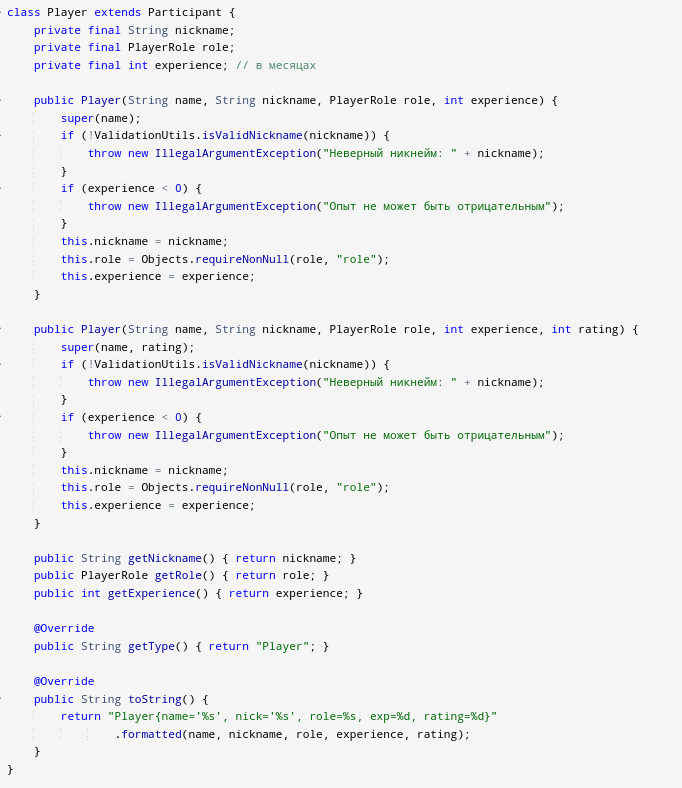 class Player extends Participant {
    private final String nickname;
    private final PlayerRole role;
    private final int experience; // в месяцах

    public Player(String name, String nickname, PlayerRole role, int experience) {
        super(name);
        if (!ValidationUtils.isValidNickname(nickname)) {
            throw new IllegalArgumentException("Неверный никнейм: " + nickname);
        }
        if (experience < 0) {
            throw new IllegalArgumentException("Опыт не может быть отрицательным");
        }
        this.nickname = nickname;
        this.role = Objects.requireNonNull(role, "role");
        this.experience = experience;
    }

    public Player(String name, String nickname, PlayerRole role, int experience, int rating) {
        super(name, rating);
        if (!ValidationUtils.isValidNickname(nickname)) {
            throw new IllegalArgumentException("Неверный никнейм: " + nickname);
        }
        if (experience < 0) {
            throw new IllegalArgumentException("Опыт не может быть отрицательным");
        }
        this.nickname = nickname;
        this.role = Objects.requireNonNull(role, "role");
        this.experience = experience;
    }

    public String getNickname() { return nickname; }
    public PlayerRole getRole() { return role; }
    public int getExperience() { return experience; }

    @Override
    public String getType() { return "Player"; }

    @Override
    public String toString() {
        return "Player{name='%s', nick='%s', role=%s, exp=%d, rating=%d}"
                .formatted(name, nickname, role, experience, rating);
    }
}